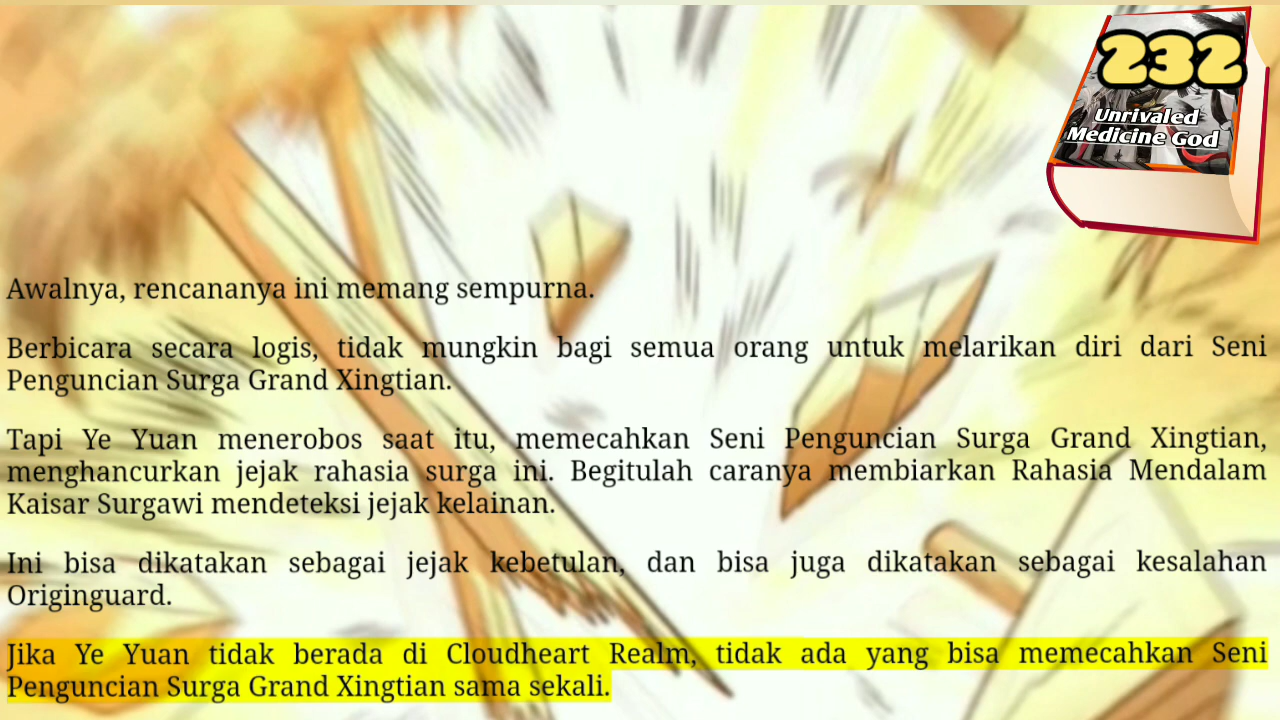 232
Unrivaled
Medicine God
Awalnya, rencananya ini memang sempurna.
Berbicara secara logis, tidak mungkin bagi semua orang untuk melarikan diri dari Seni
Penguncian Surga Grand Xingtian.
Tapi Ye Yuan menerobos saat itu, memecahkan Seni Penguncian Surga Grand Xingtian,
menghancurkan jejak rahasia surga ini. Begitulah caranya membiarkan Rahasia Mendalam
Kaisar Surgawi mendeteksi jejak kelainan.
Ini bisa dikatakan sebagai jejak kebetulan, dan bisa juga dikatakan sebagai kesalahan
Originguard.
Jika Ye Yuan tidak berada di Cloudheart Realm, tidak ada yang bisa memecahkan Seni
Penguncian Surga Grand Xingtian sama sekali.